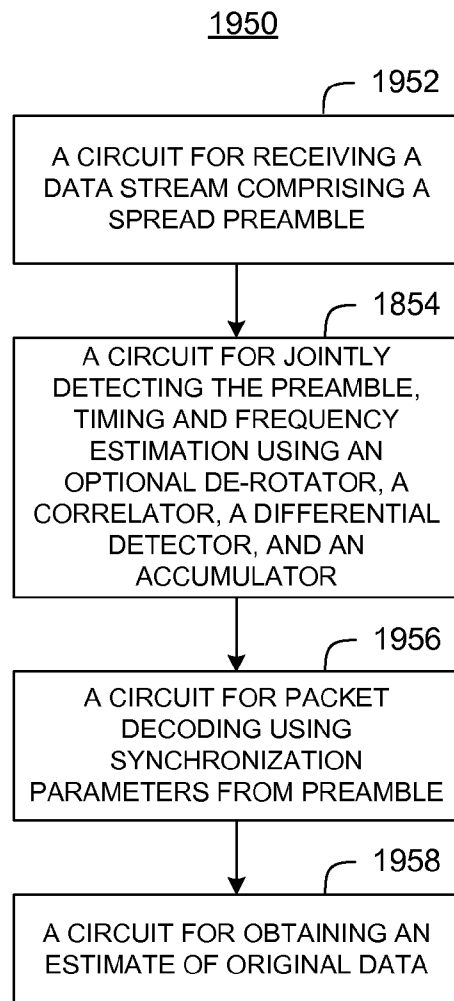 1950
1952
A CIRCUIT FOR RECEIVING A
DATA STREAM COMPRISING A
SPREAD PREAMBLE
1854
A CIRCUIT FOR JOINTLY
DETECTING THE PREAMBLE,
TIMING AND FREQUENCY
ESTIMATION USING AN
OPTIONAL DE-ROTATOR, A
CORRELATOR, A DIFFERENTIAL
DETECTOR, AND AN
ACCUMULATOR
1956
A CIRCUIT FOR PACKET
DECODING USING
SYNCHRONIZATION
PARAMETERS FROM PREAMBLE
1958
A CIRCUIT FOR OBTAINING AN
ESTIMATE OF ORIGINAL DATA